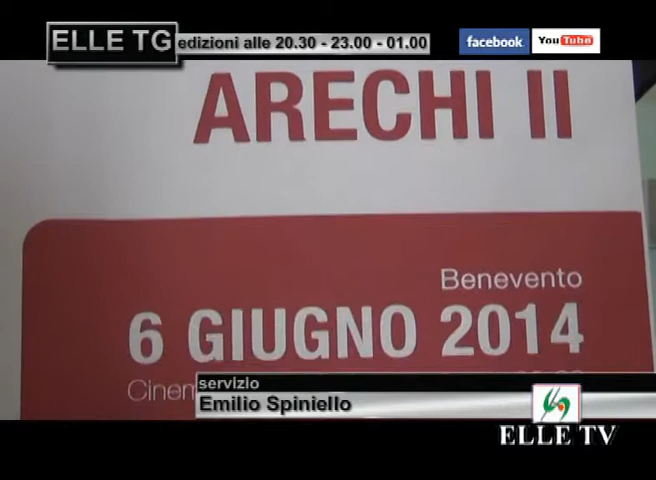 ELLE TG
edizioni alle 20.30 - 23.00 - 01.00
facebook
YouTube
ARECHI II
Benevento
6 GIUGNO 2014
servizio
Emilio Spiniello
ELLE TV